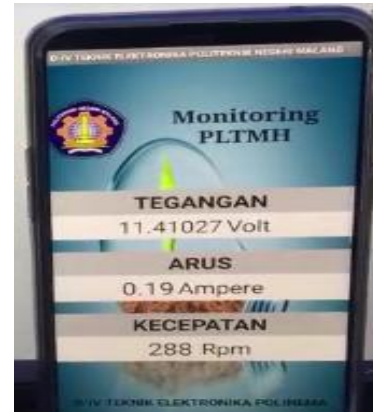 D-IV TEKNIK ELEKTRONIKA POLITEKNIK NEGERI MALANG
Monitoring
PLTMH
TEGANGAN
11.41027 Volt
ARUS
0.19 Ampere
KECEPATAN
288 Rpm
D-IV TEKNIK ELEKTRONIKA POLINEMA